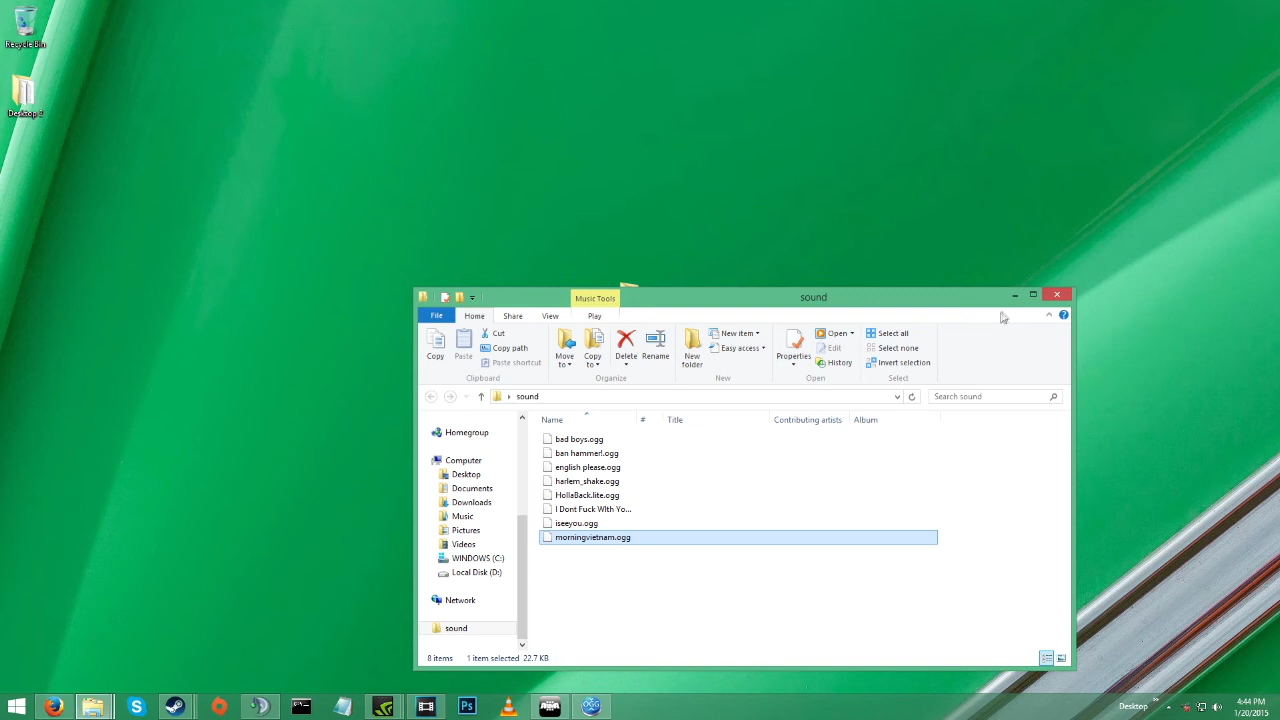 Recycle Bin
Desktop E
Music Tools
sound
File
Home
Share
View
Play
Copy
Paste
Cut
Copy path
Paste shortcut
Clipboard
Move to
Copy to
Delete
Rename
Organize
New folder
New item
Easy access
New
Properties
Open
Edit
History
Open
Select all
Select none
Invert selection
Select
sound
Search sound
Name
#
Title
Contributing artists
Album
Homegroup
Computer
Desktop
Documents
Downloads
Music
Pictures
Videos
WINDOWS (C:)
Local Disk (D:)
Network
sound
bad boys.ogg
ban hammer!.ogg
english please.ogg
harlem_shake.ogg
HollaBack.lite.ogg
I Dont Fuck WIth Yo...
iseeyou.ogg
morningvietnam.ogg
8 items
1 item selected 22.7 KB
Ps
OGG
Desktop
4:44 PM
1/20/2015